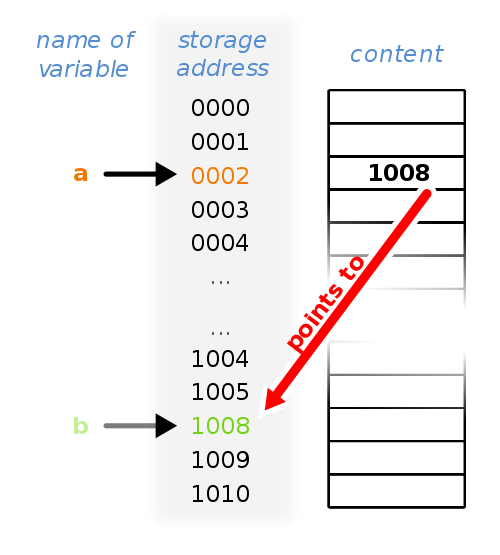 name of
variable
storage
address
content
0000
0001
a
0002
1008
0003
0004
...
points to
...
1004
1005
b
1008
1009
1010